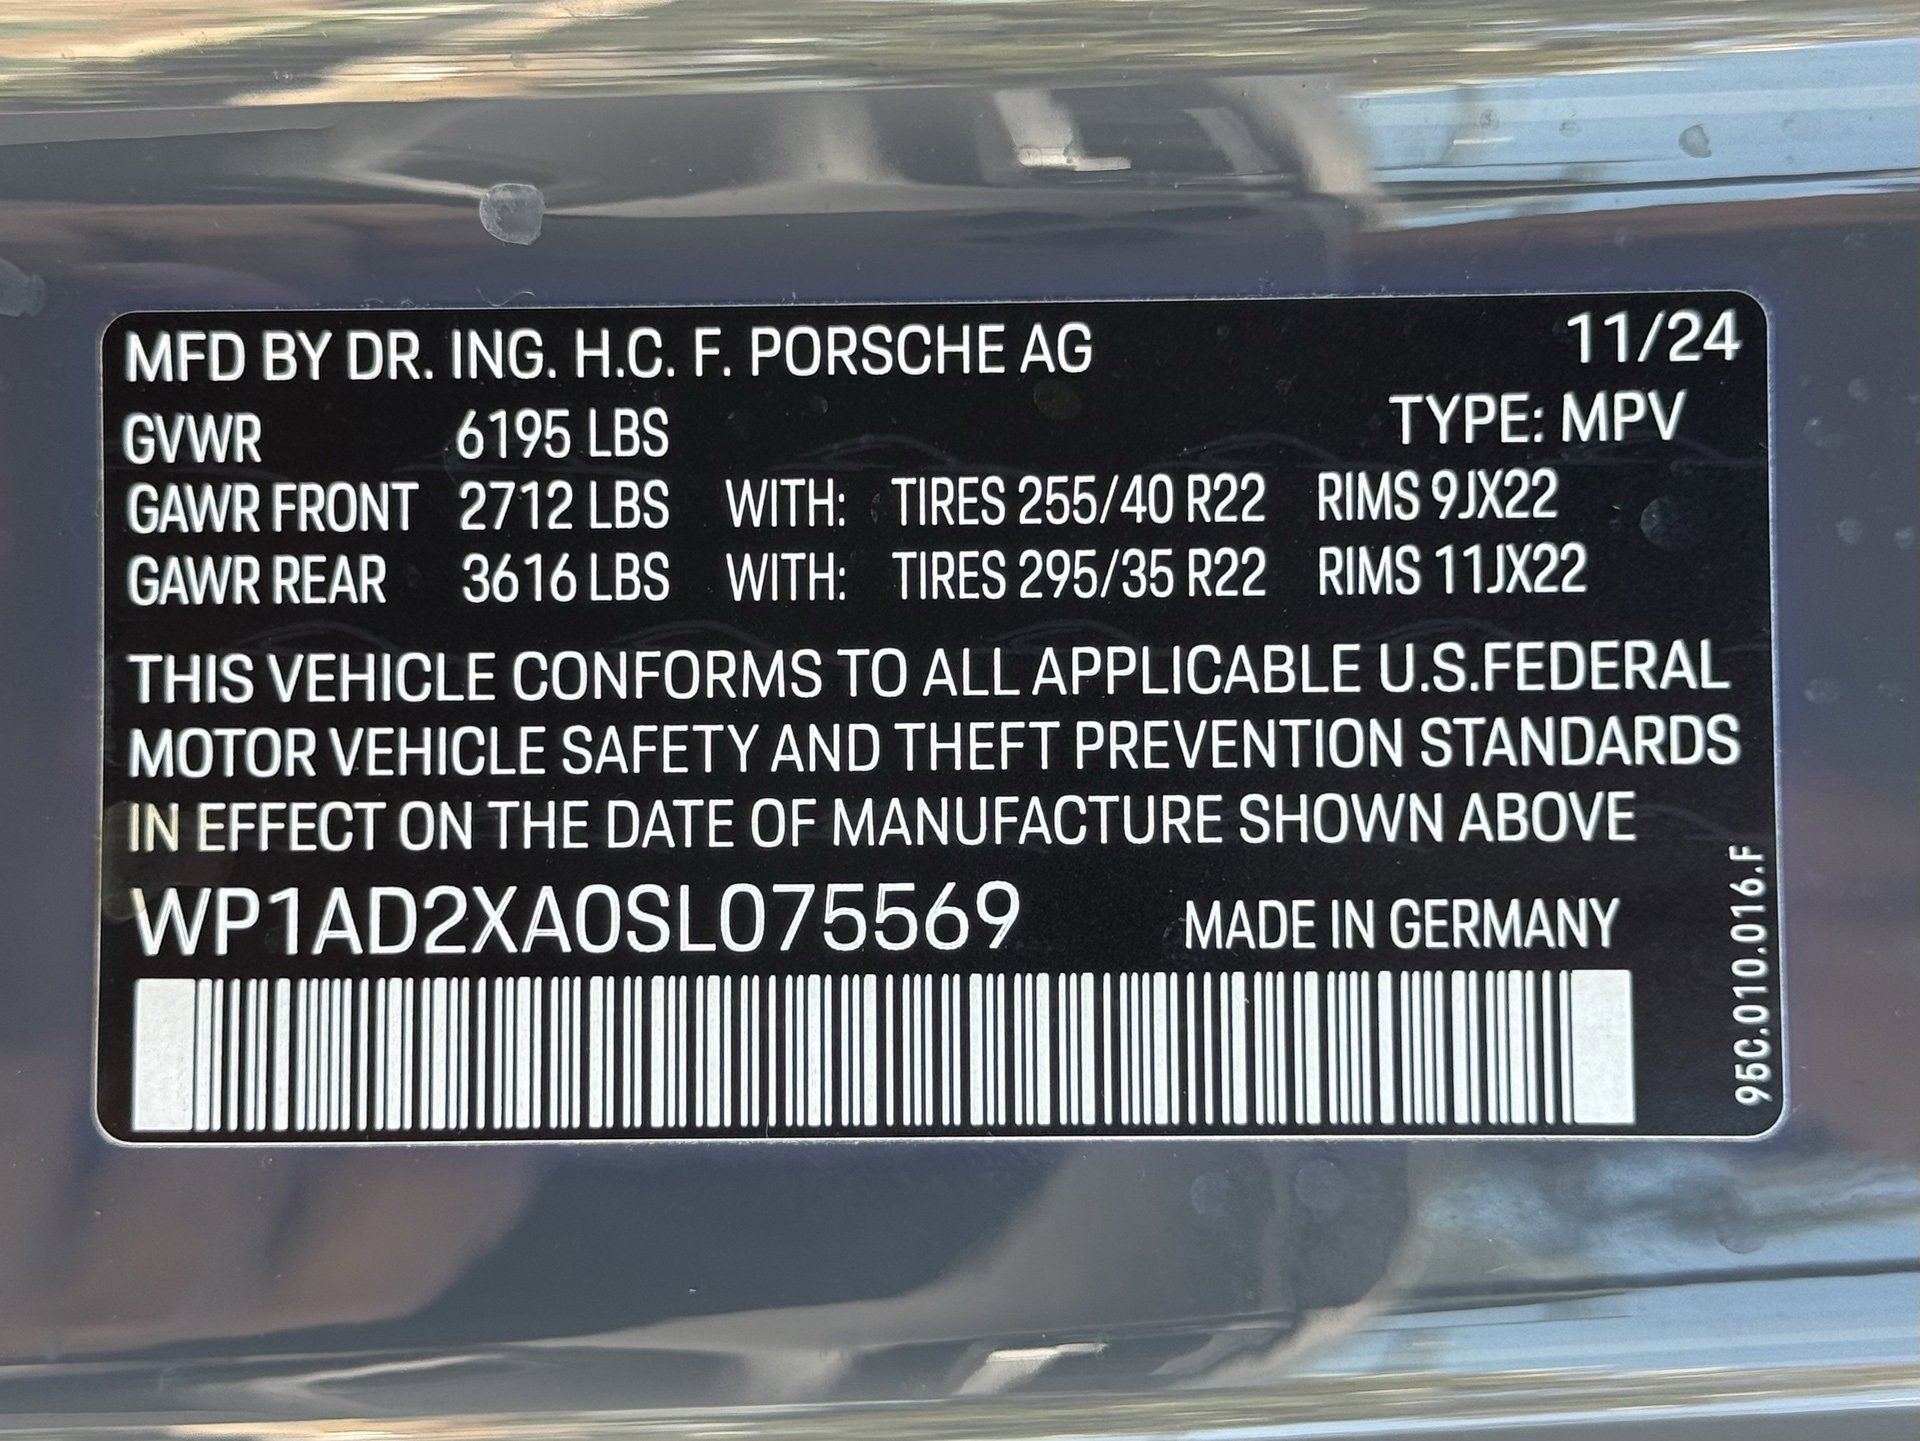 MFD BY DR. ING. H.C. F. PORSCHE AG 11/24
GVWR 6195 LBS TYPE: MPV
GAWR FRONT 2712 LBS WITH: TIRES 255/40 R22 RIMS 9JX22
GAWR REAR 3616 LBS WITH: TIRES 295/35 R22 RIMS 11JX22
THIS VEHICLE CONFORMS TO ALL APPLICABLE U.S.FEDERAL
MOTOR VEHICLE SAFETY AND THEFT PREVENTION STANDARDS
IN EFFECT ON THE DATE OF MANUFACTURE SHOWN ABOVE
WP1AD2XA0SL075569 MADE IN GERMANY
95C.010.016.F